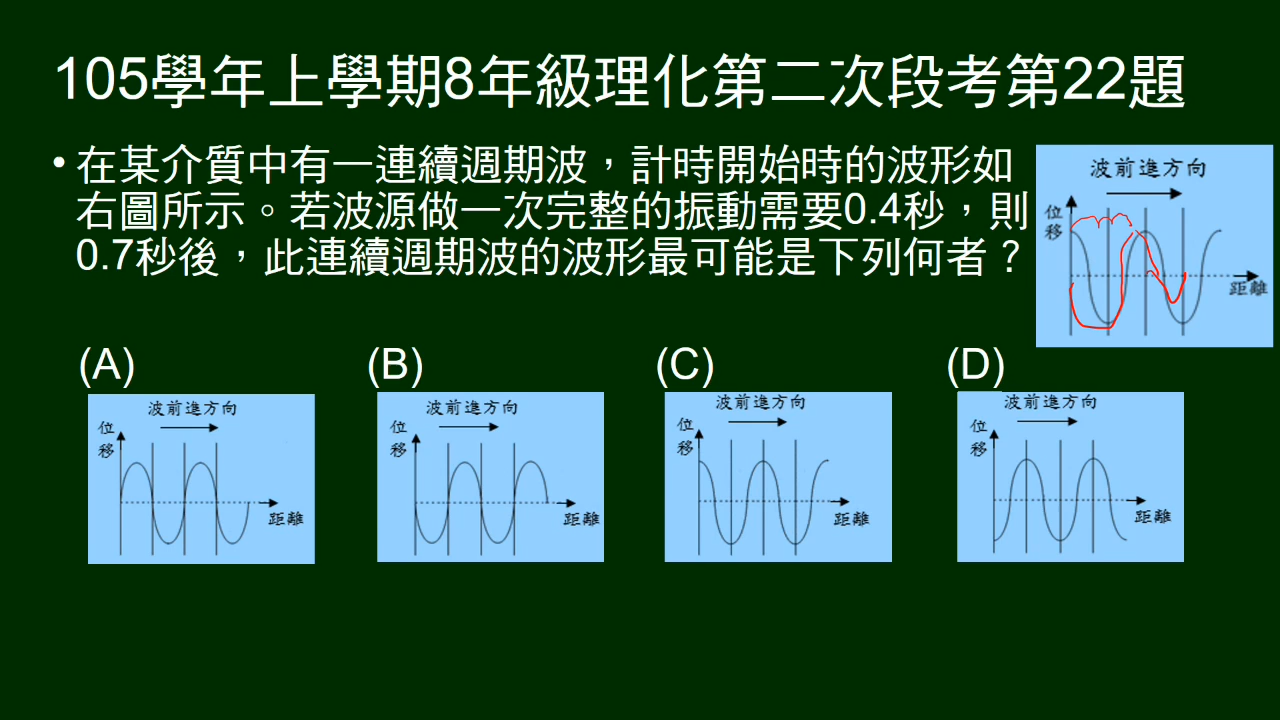 105學年上學期8年級理化第二次段考第22題
• 在某介質中有一連續週期波，計時開始時的波形如
右圖所示。若波源做一次完整的振動需要0.4秒，則
0.7秒後，此連續週期波的波形最可能是下列何者？
波前進方向
位
移
距離
(A)
(B)
(C)
(D)
波前進方向
位
移
距離
波前進方向
位
移
距離
波前進方向
位
移
距離
波前進方向
位
移
距離